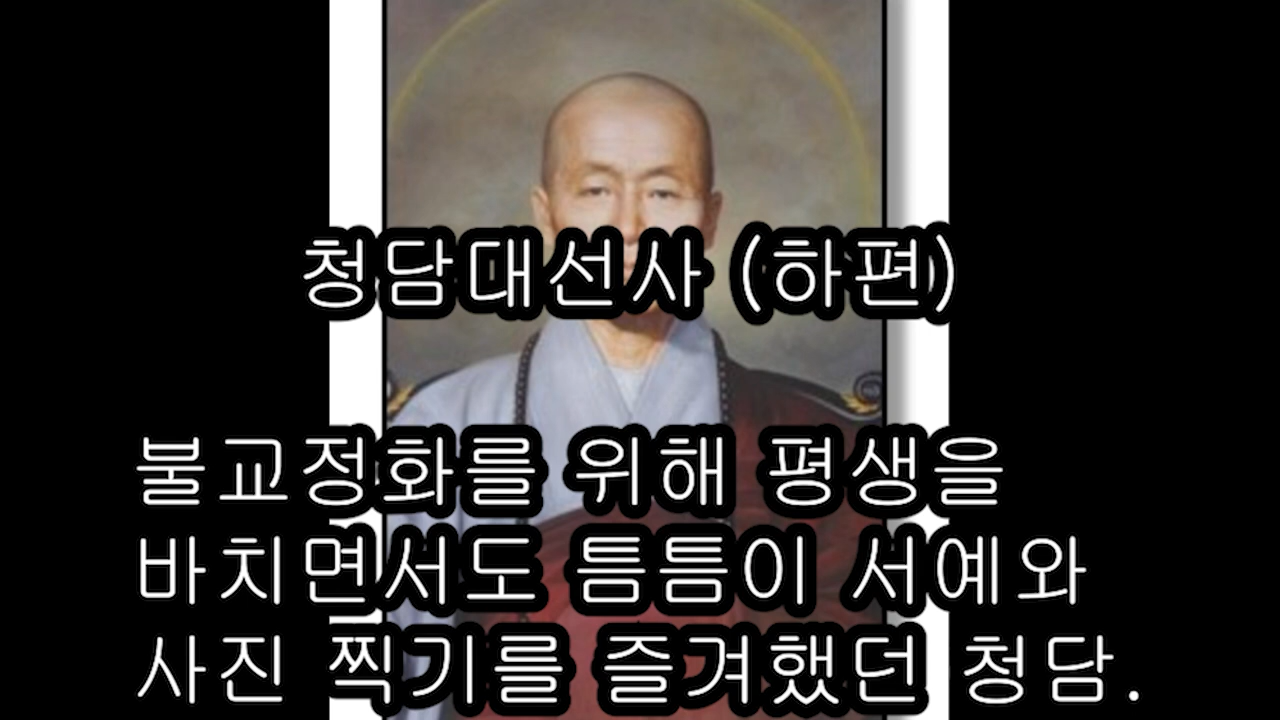 청담대선사 (하편)
불교정화를 위해 평생을
바치면서도 틈틈이 서예와
사진 찍기를 즐겨했던 청담.